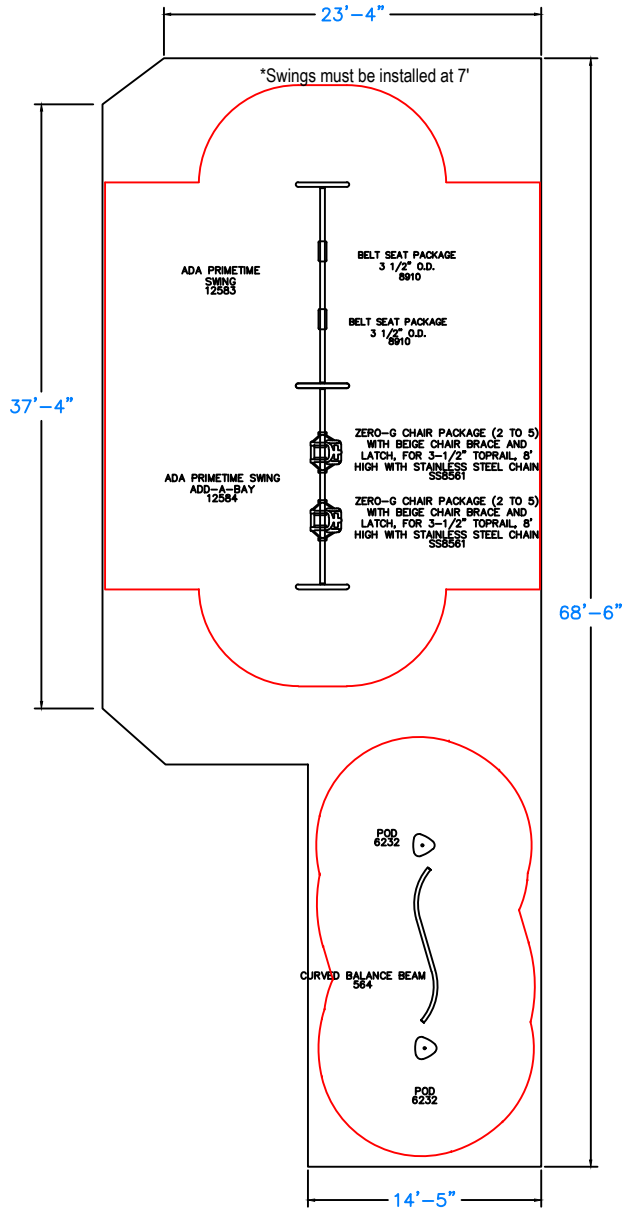 23'-4"
*Swings must be installed at 7'
ADA PRIMETIME
SWING
12583
BELT SEAT PACKAGE
3 1/2" O.D.
8910
BELT SEAT PACKAGE
3 1/2" O.D.
8910
37'-4"
ZERO-G CHAIR PACKAGE (2 TO 5)
WITH BEIGE CHAIR BRACE AND
LATCH, FOR 3-1/2" TOPRAIL, 8'
HIGH WITH STAINLESS STEEL CHAIN
SS8561
ADA PRIMETIME SWING
ADD-A-BAY
12584
ZERO-G CHAIR PACKAGE (2 TO 5)
WITH BEIGE CHAIR BRACE AND
LATCH, FOR 3-1/2" TOPRAIL, 8'
HIGH WITH STAINLESS STEEL CHAIN
SS8561
68'-6"
POD
6232
CURVED BALANCE BEAM
564
POD
6232
14'-5"